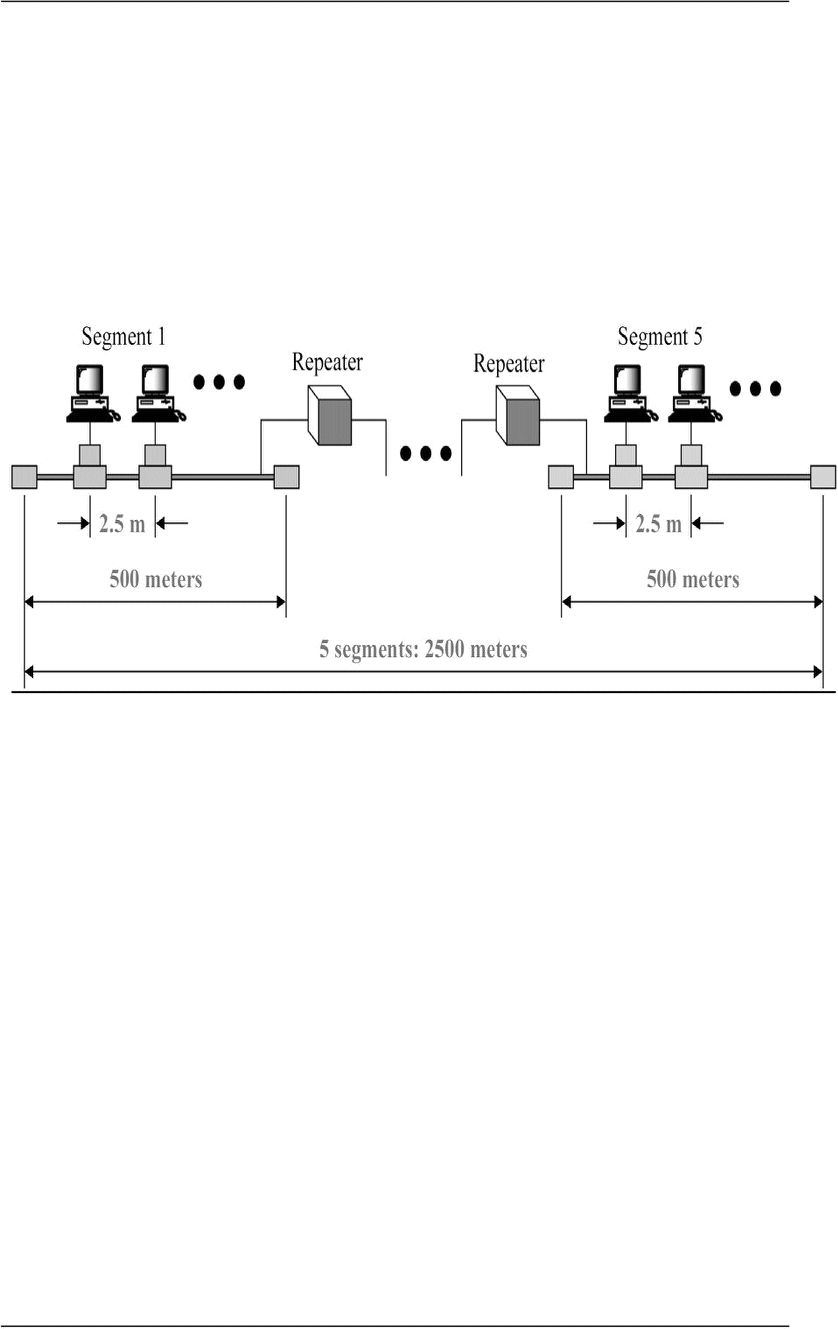 Segment 1
Segment 5
Repeater
Repeater
2.5 m
2.5 m
500 meters
500 meters
5 segments: 2500 meters